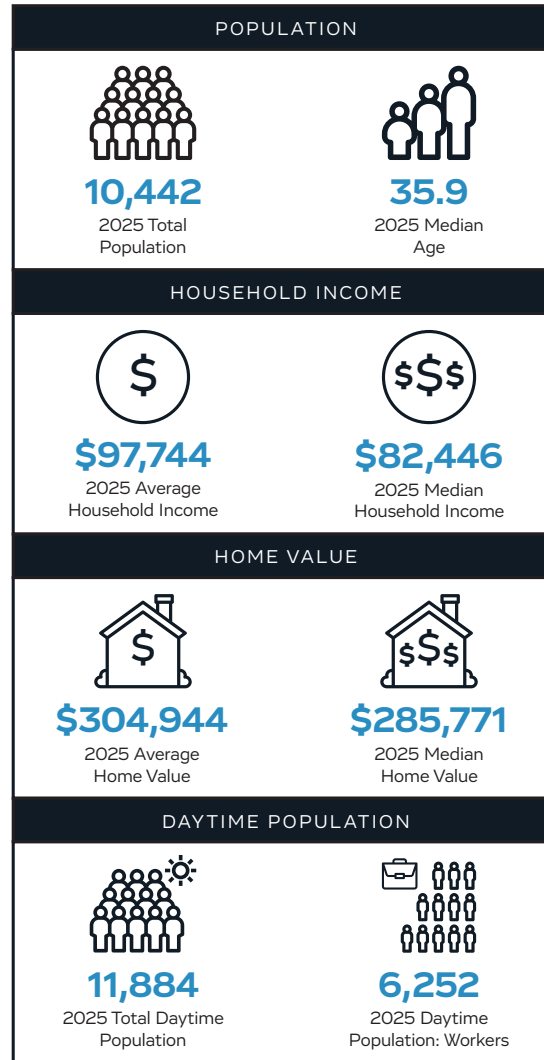 POPULATION
10,442
2025 Total
Population
35.9
2025 Median
Age
HOUSEHOLD INCOME
$
$97,744
2025 Average
Household Income
$$$
$82,446
2025 Median
Household Income
HOME VALUE
$
$304,944
2025 Average
Home Value
$$$
$285,771
2025 Median
Home Value
DAYTIME POPULATION
11,884
2025 Total Daytime
Population
6,252
2025 Daytime
Population: Workers